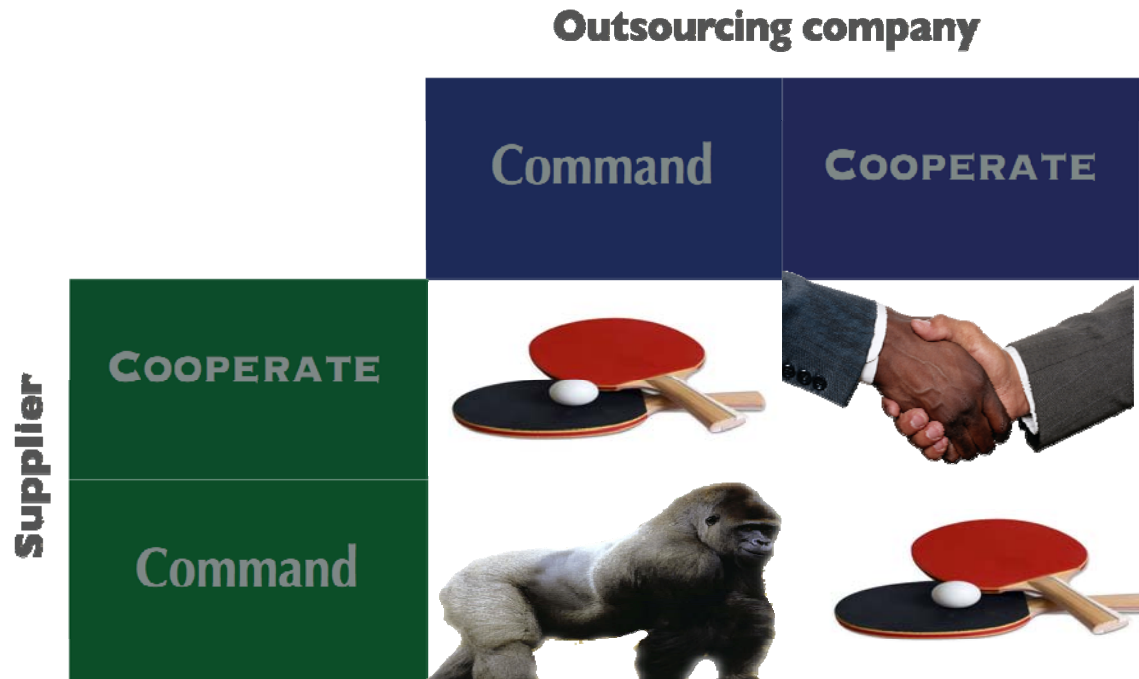 Outsourcing company
Command
COOPERATE
Supplier
COOPERATE
Command